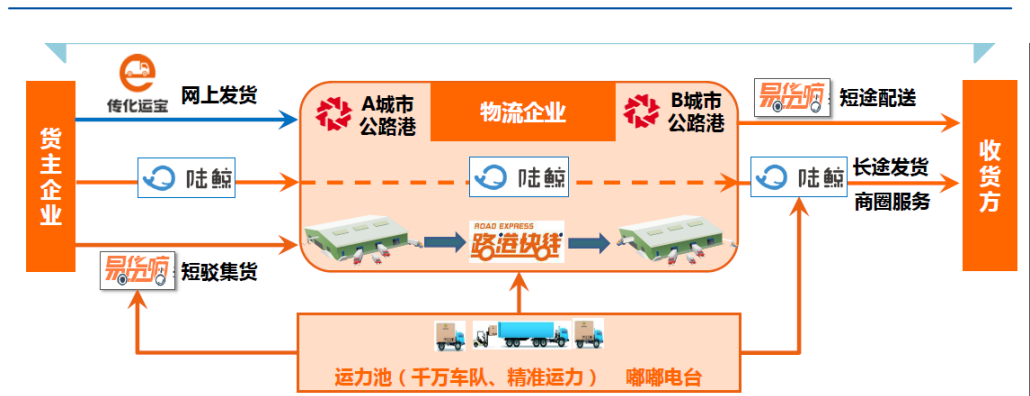 传化运宝
网上发货
A城市
公路港
物流企业
B城市
公路港
易货嘀
短途配送
货主企业
陆鲸
陆鲸
陆鲸
长途发货
商圈服务
收货方
ROAD EXPRESS
路港快线
易货嘀
短驳集货
运力池（千万车队、精准运力） 嘟嘟电台